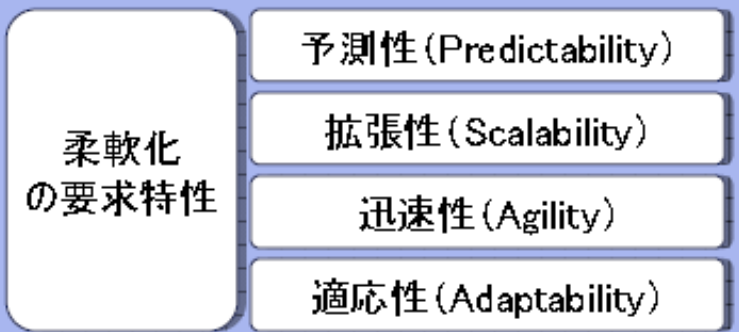 柔軟化
の要求特性
予測性(Predictability)
拡張性(Scalability)
迅速性(Agility)
適応性(Adaptability)